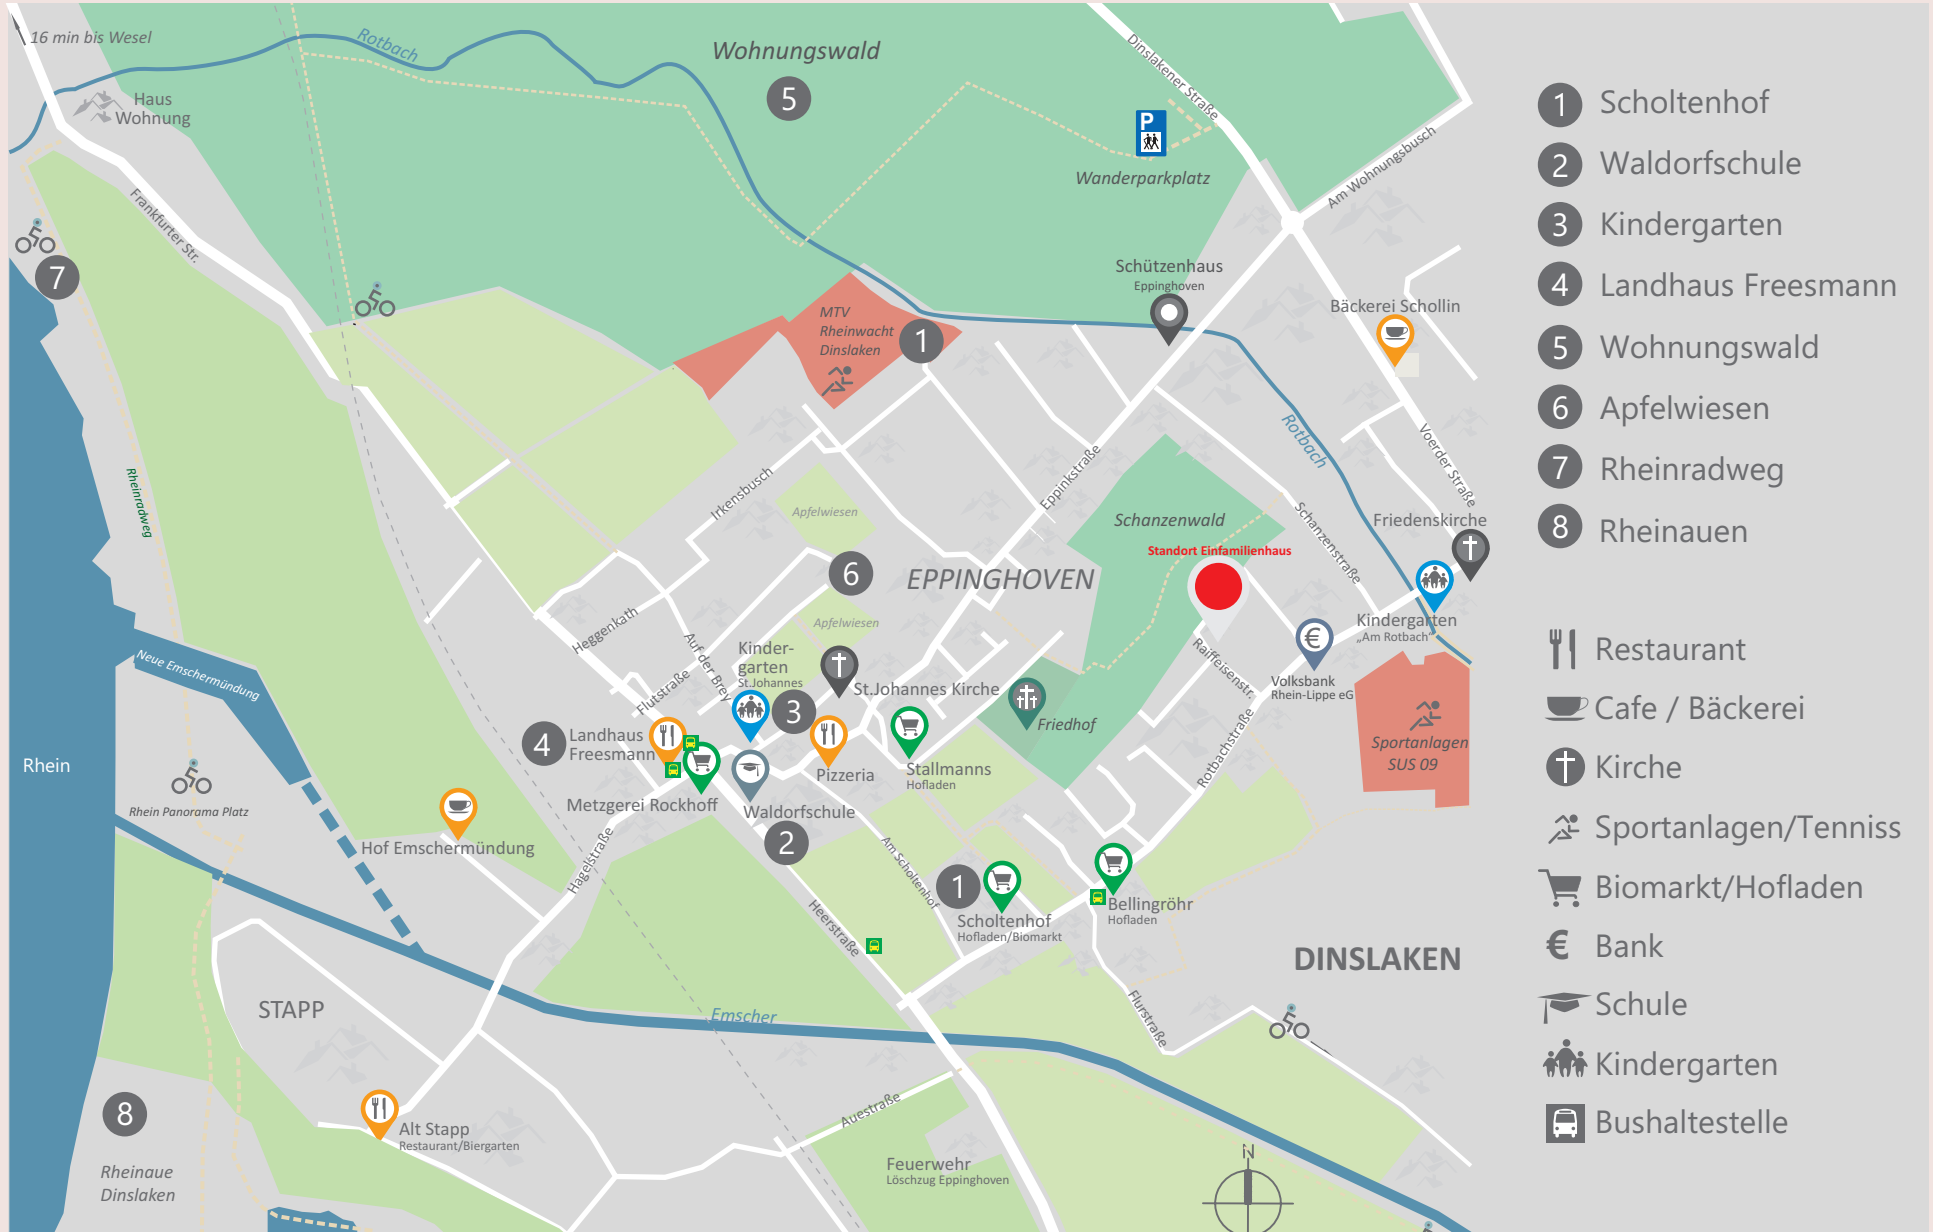 16 min bis Wesel
Rotbach
Wohnungswald
5
Haus
Wohnung
Dinslakener Straße
P
Wanderparkplatz
Am Wohnungsbusch
Frankfurter Str.
7
Schützenhaus
Eppinghoven
Bäckerei Schollin
MTV
Rheinwacht
Dinslaken
1
Rotbach
Voerder Straße
Rheinradweg
Irkensbusch
Apfelwiesen
Eppinkstraße
Schanzenwald
Schanzenstraße
Friedenskirche
Standort Einfamilienhaus
6
EPPINGHOVEN
Heggenkath
Apfelwiesen
Auf der Brey
Kinder-
garten
St.Johannes
Kindergarten
„Am Rotbach“
€
Raiffeisenstr.
Volksbank
Rhein-Lippe eG
Neue Emschermündung
Flutstraße
St.Johannes Kirche
3
Friedhof
4
Landhaus
Freesmann
Rhein
Pizzeria
Stallmanns
Hofladen
Rotbachstraße
Sportanlagen
SUS 09
Rhein Panorama Platz
Metzgerei Rockhoff
Waldorfschule
2
Hof Emschermündung
Hagelstraße
Am Scholtenhof
1
Scholtenhof
Hofladen/Biomarkt
Bellingröhr
Hofladen
Heerstraße
DINSLAKEN
STAPP
Emscher
Flurstraße
8
Alt Stapp
Restaurant/Biergarten
Auestraße
Rheinaue
Dinslaken
Feuerwehr
Löschzug Eppinghoven
N
1 Scholtenhof
2 Waldorfschule
3 Kindergarten
4 Landhaus Freesmann
5 Wohnungswald
6 Apfelwiesen
7 Rheinradweg
8 Rheinauen
Restaurant
Cafe / Bäckerei
Kirche
Sportanlagen/Tenniss
Biomarkt/Hofladen
€ Bank
Schule
Kindergarten
Bushaltestelle